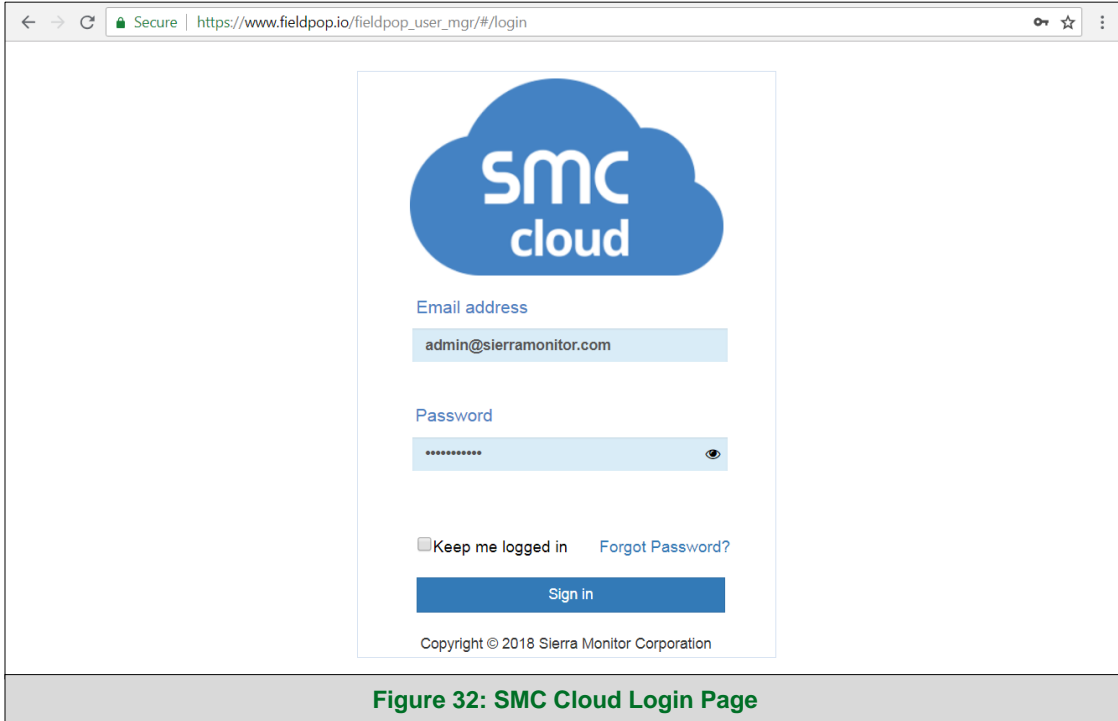 Secure | https://www.fieldpop.io/fieldpop_user_mgr/#/login
smc
cloud
Email address
admin@sierramonitor.com
Password
•••••••••••
Keep me logged in Forgot Password?
Sign in
Copyright © 2018 Sierra Monitor Corporation
Figure 32: SMC Cloud Login Page